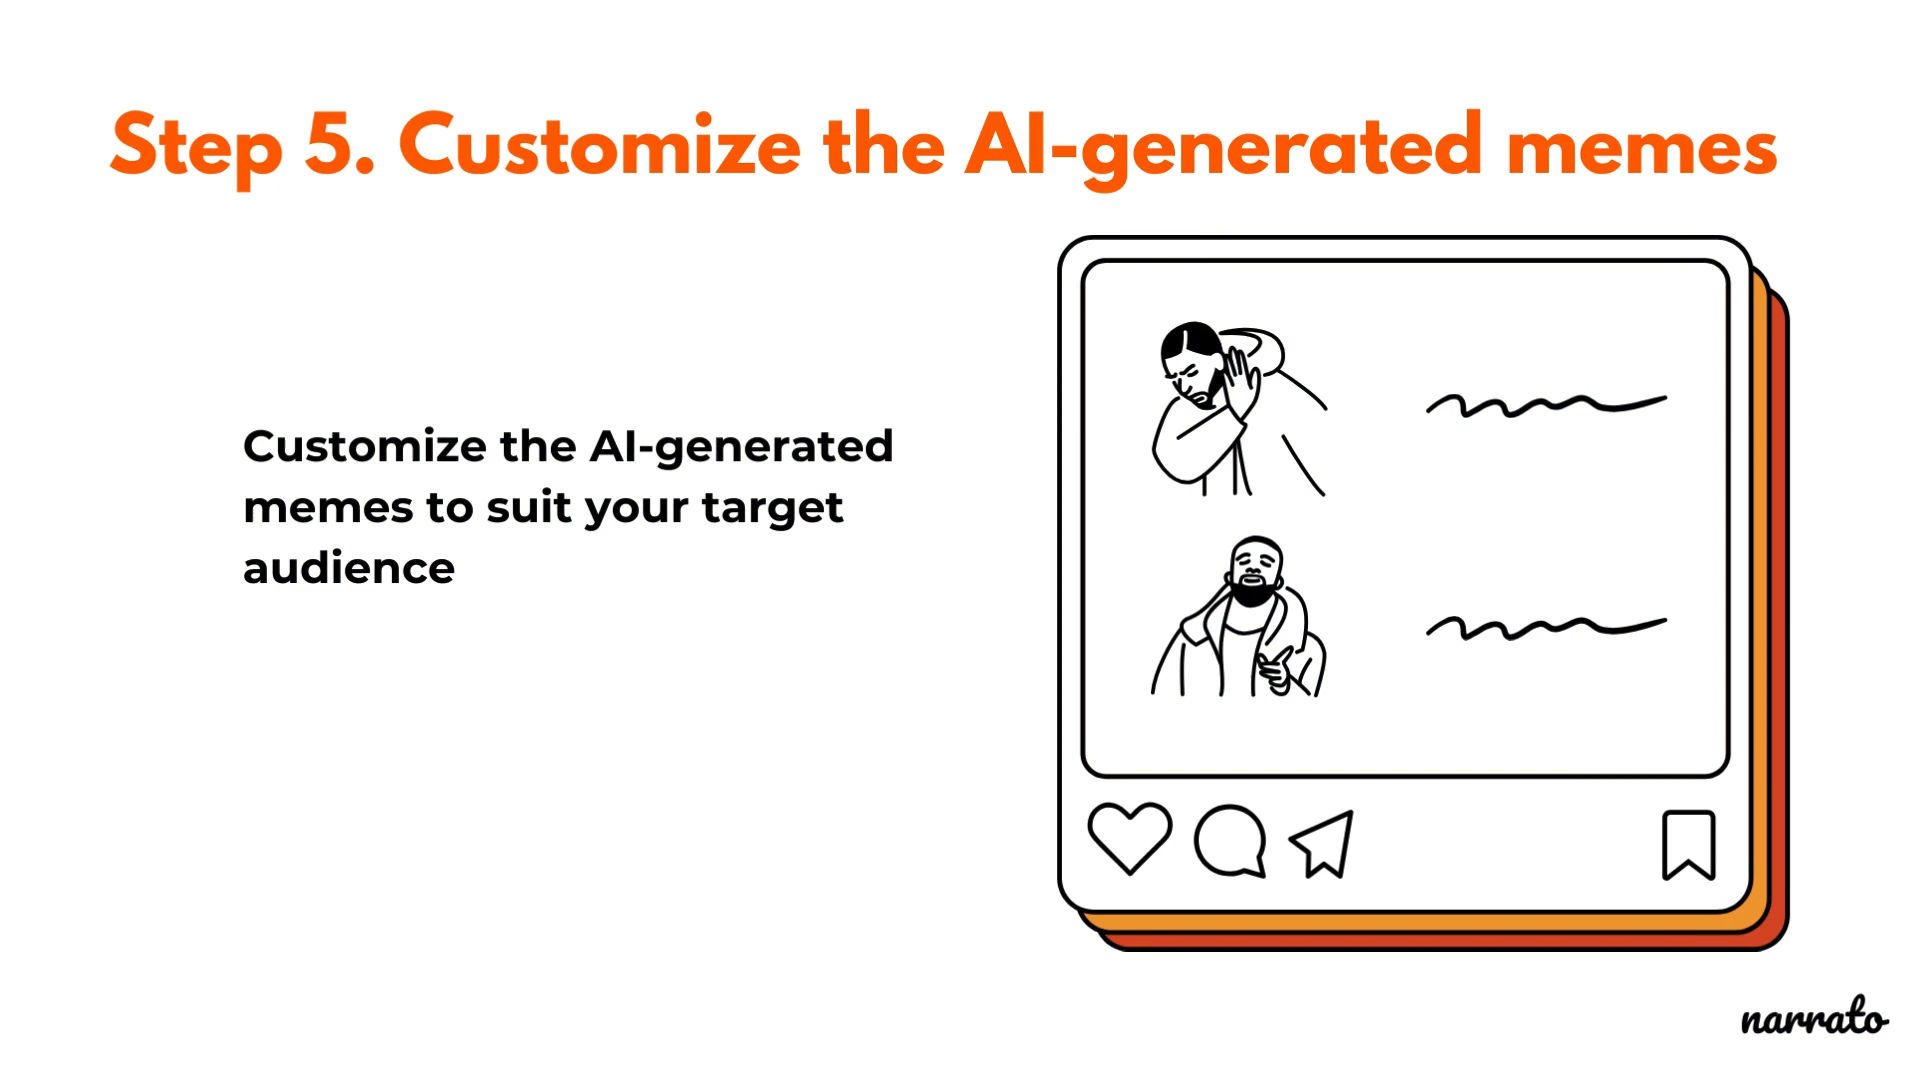 Step 5. Customize the AI-generated memes
Customize the AI-generated
memes to suit your target
audience
narrato